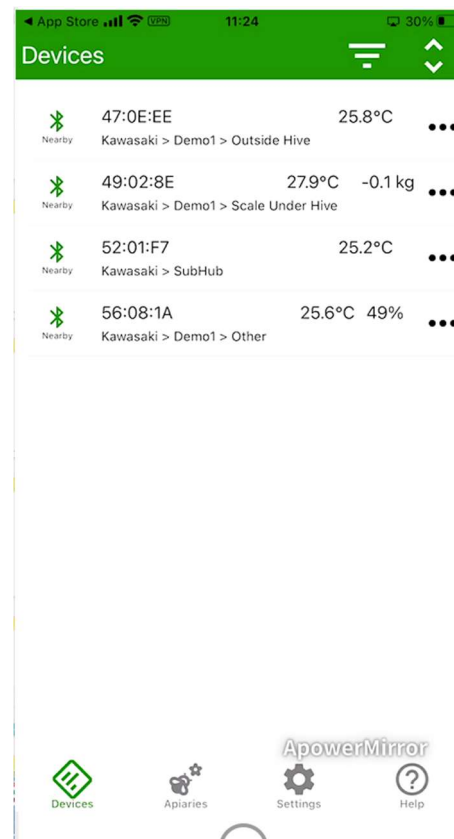 App Store VPN 11:24 30%
Devices
47:0E:EE 25.8°C
Nearby
Kawasaki > Demo1 > Outside Hive
49:02:8E 27.9°C -0.1 kg
Nearby
Kawasaki > Demo1 > Scale Under Hive
52:01:F7 25.2°C
Nearby
Kawasaki > SubHub
56:08:1A 25.6°C 49%
Nearby
Kawasaki > Demo1 > Other
ApowerMirror
Devices Apiaries Settings Help